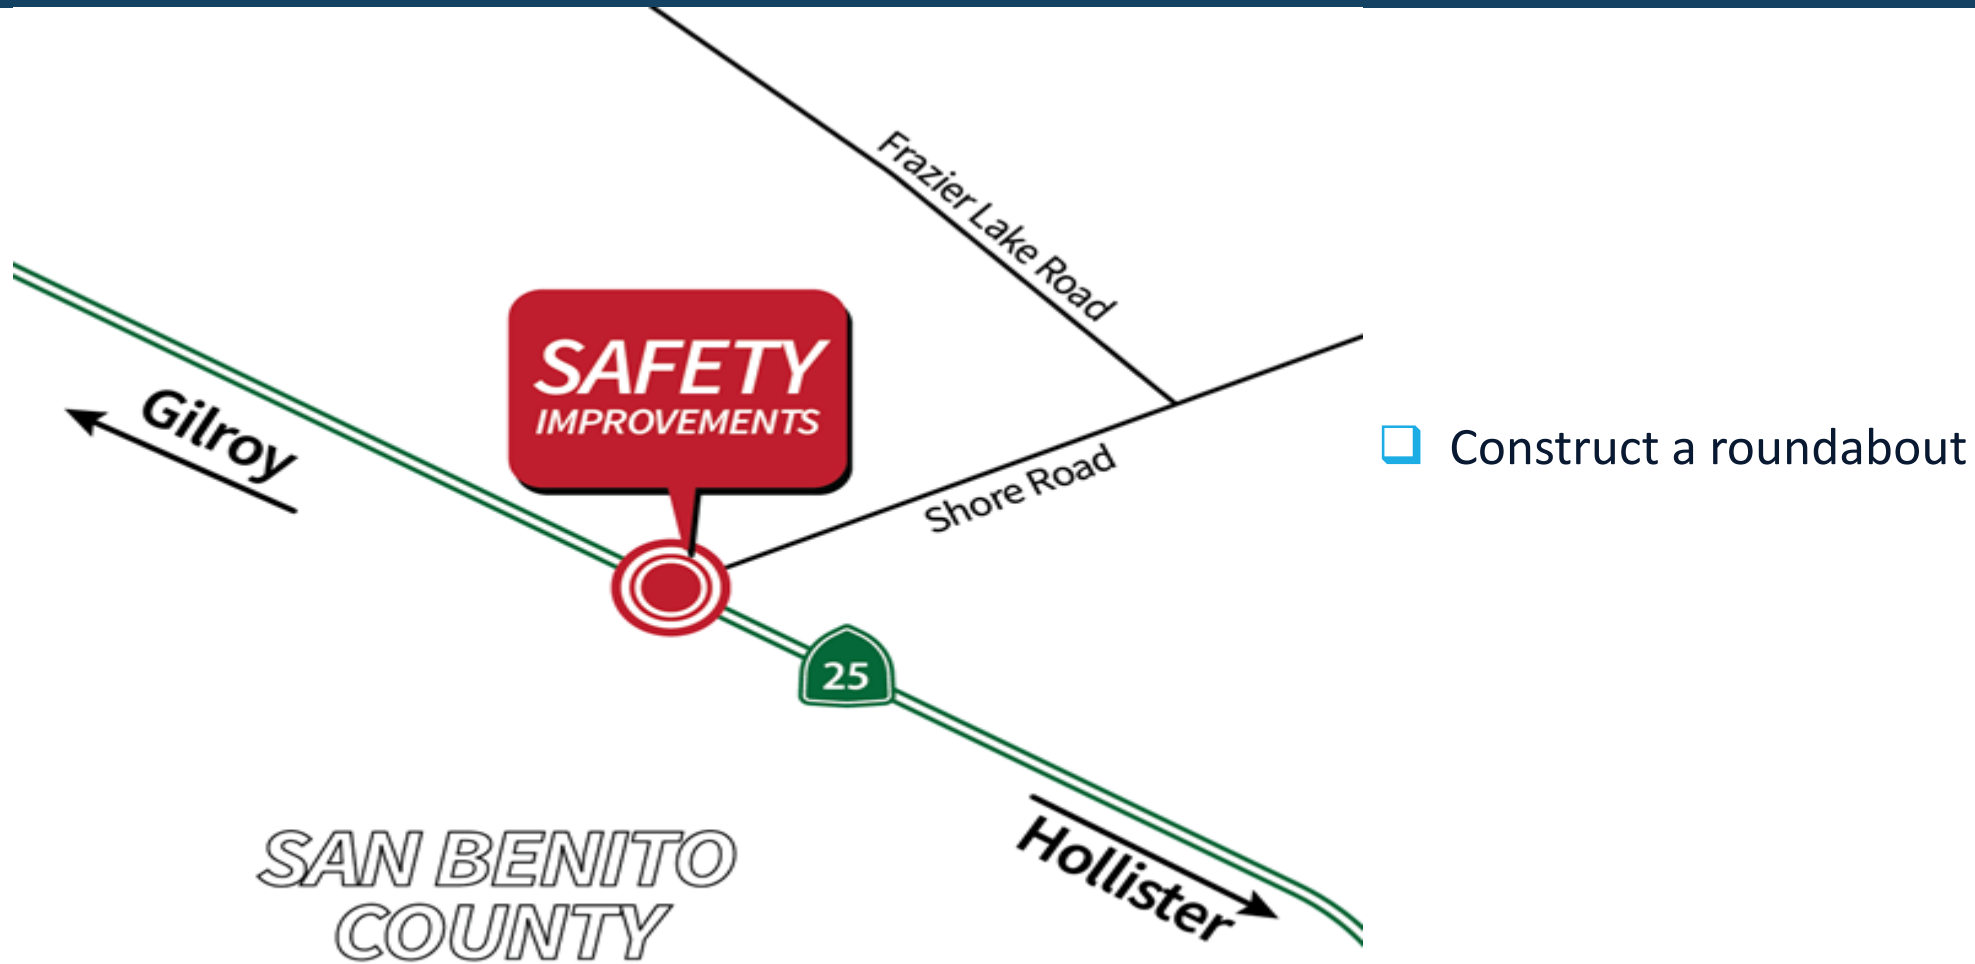 Frazier Lake Road
SAFETY
IMPROVEMENTS
Gilroy
Shore Road
Construct a roundabout
25
Hollister
SAN BENITO
COUNTY